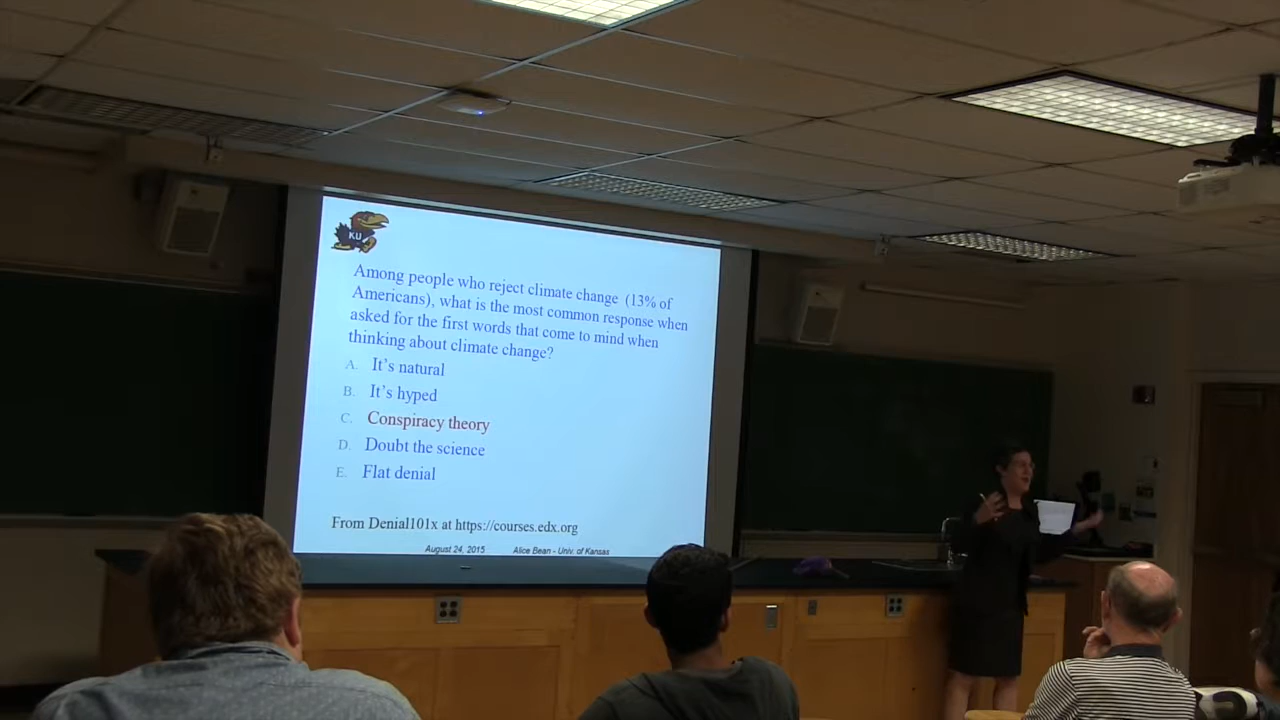 KU
Among people who reject climate change (13% of
Americans), what is the most common response when
asked for the first words that come to mind when
thinking about climate change?
A. It's natural
B. It's hyped
C. Conspiracy theory
D. Doubt the science
E. Flat denial
From Denial101x at https://courses.edx.org
August 24, 2015 Alice Bean - Univ. of Kansas